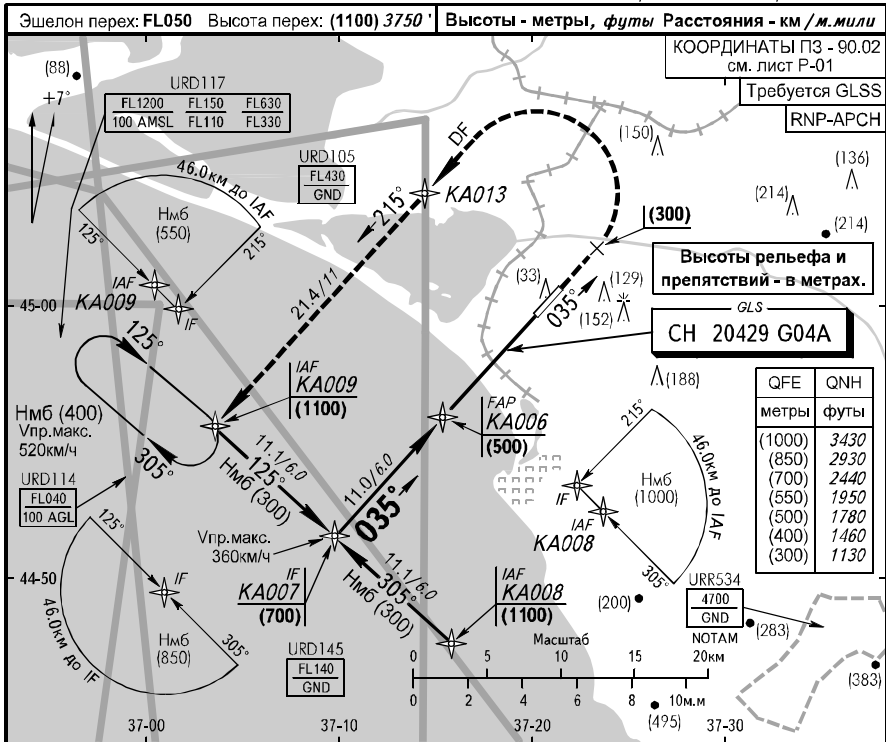 Эшелон перех: FL050 Высота перех: (1100) 3750 '
Высоты - метры, футы Расстояния - км / м.мили
КООРДИНАТЫ ПЗ - 90.02
см. лист Р-01
Требуется GLSS
RNP-APCH
(88)
+7°
URD117
FL1200 FL150 FL630
100 AMSL FL110 FL330
URD105
FL430
GND
DF
KA013
215°
21.4/11
46.0км до IAF
Нмб
(550)
125°
215°
IAF
KA009
IF
(150)
(136)
(214)
(214)
(300)
Высоты рельефа и
препятствий - в метрах.
(33)
(129)
(152)
035°
GLS
CH 20429 G04A
45-00
125°
305°
Нмб (400)
Vпр.макс.
520км/ч
IAF
KA009
(1100)
FAP
KA006
(500)
(188)
QFE QNH
метры футы
(1000) 3430
(850) 2930
(700) 2440
(550) 1950
(500) 1780
(400) 1460
(300) 1130
215°
46.0км до IAF
Нмб
(1000)
IF
IAF
KA008
305°
URD114
FL040
100 AGL
11.1/6.0
125°
Нмб (300)
11.0/6.0
035°
Vпр.макс.
360км/ч
44-50
IF
KA007
(700)
11.1/6.0
305°
Нмб (300)
IAF
KA008
(1100)
125°
IF
46.0км до IF
Нмб
(850)
305°
URD145
FL140
GND
(200)
URR534
4700
GND
NOTAM
(283)
(383)
(495)
Масштаб
0 5 10 15 20км
0 2 4 6 8 10м.м
37-00 37-10 37-20 37-30